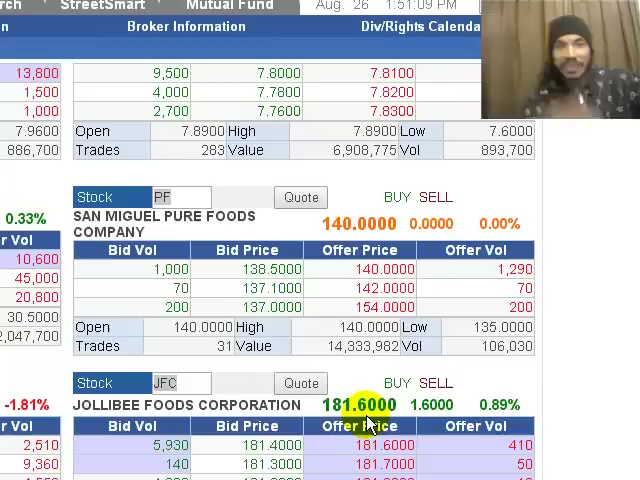 rch StreetSmart Mutual Fund Aug. 26 1:51:09 PM
n Broker Information Div/Rights Calenda
13,800 9,500 7.8000 7.8100
1,500 4,000 7.7800 7.8200
1,000 2,700 7.7600 7.8300
7.9600 Open 7.8900 High 7.8900 Low 7.6000
886,700 Trades 283 Value 6,908,775 Vol 893,700
Stock PF Quote BUY SELL
0.33% SAN MIGUEL PURE FOODS COMPANY 140.0000 0.0000 0.00%
r Vol Bid Vol Bid Price Offer Price Offer Vol
10,600 1,000 138.5000 140.0000 1,290
45,000 70 137.1000 142.0000 70
20,800 200 137.0000 154.0000 200
30.5000 Open 140.0000 High 140.0000 Low 135.0000
2,047,700 Trades 31 Value 14,333,982 Vol 106,030
Stock JFC Quote BUY SELL
-1.81% JOLLIBEE FOODS CORPORATION 181.6000 1.6000 0.89%
r Vol Bid Vol Bid Price Offer Price Offer Vol
2,510 5,930 181.4000 181.6000 410
9,360 140 181.3000 181.7000 50